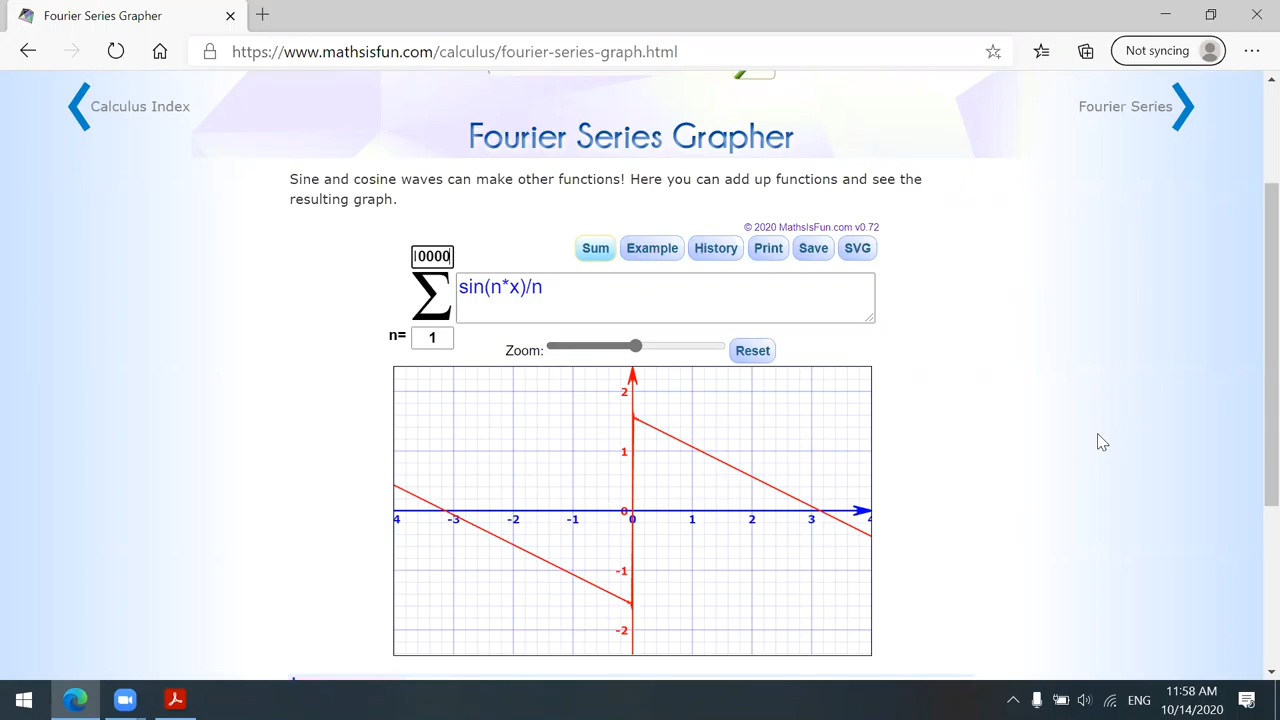 Fourier Series Grapher
https://www.mathsisfun.com/calculus/fourier-series-graph.html
Not syncing
Calculus Index
Fourier Series
Fourier Series Grapher
Sine and cosine waves can make other functions! Here you can add up functions and see the
resulting graph.
© 2020 MathsIsFun.com v0.72
Sum Example History Print Save SVG
0000
Σ
sin(n*x)/n
n= 1
Zoom:
Reset
2
1
0
4 -3 -2 -1 0 1 2 3 4
-1
-2
ENG
11:58 AM
10/14/2020